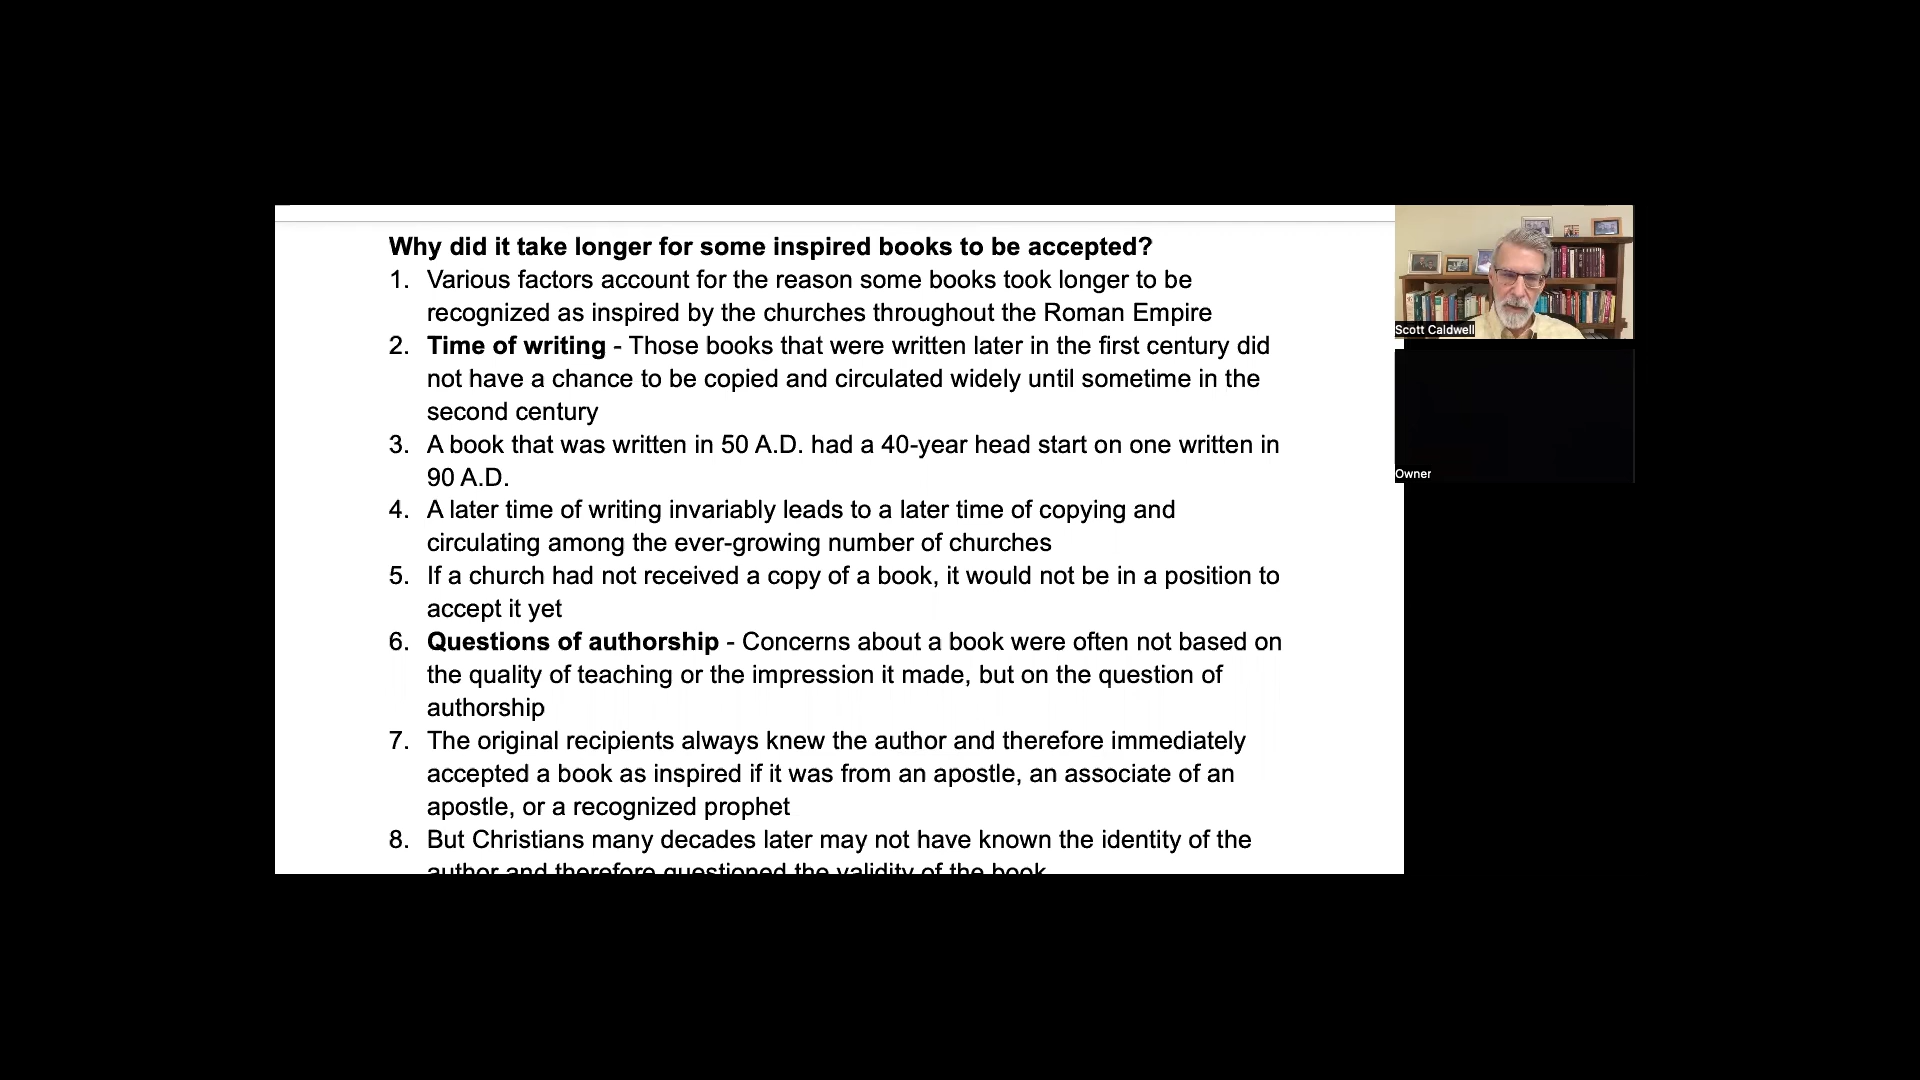 Why did it take longer for some inspired books to be accepted?
1. Various factors account for the reason some books took longer to be
recognized as inspired by the churches throughout the Roman Empire
2. Time of writing - Those books that were written later in the first century did
not have a chance to be copied and circulated widely until sometime in the
second century
3. A book that was written in 50 A.D. had a 40-year head start on one written in
90 A.D.
4. A later time of writing invariably leads to a later time of copying and
circulating among the ever-growing number of churches
5. If a church had not received a copy of a book, it would not be in a position to
accept it yet
6. Questions of authorship - Concerns about a book were often not based on
the quality of teaching or the impression it made, but on the question of
authorship
7. The original recipients always knew the author and therefore immediately
accepted a book as inspired if it was from an apostle, an associate of an
apostle, or a recognized prophet
8. But Christians many decades later may not have known the identity of the
author and therefore questioned the validity of the book
Scott Caldwell
Owner